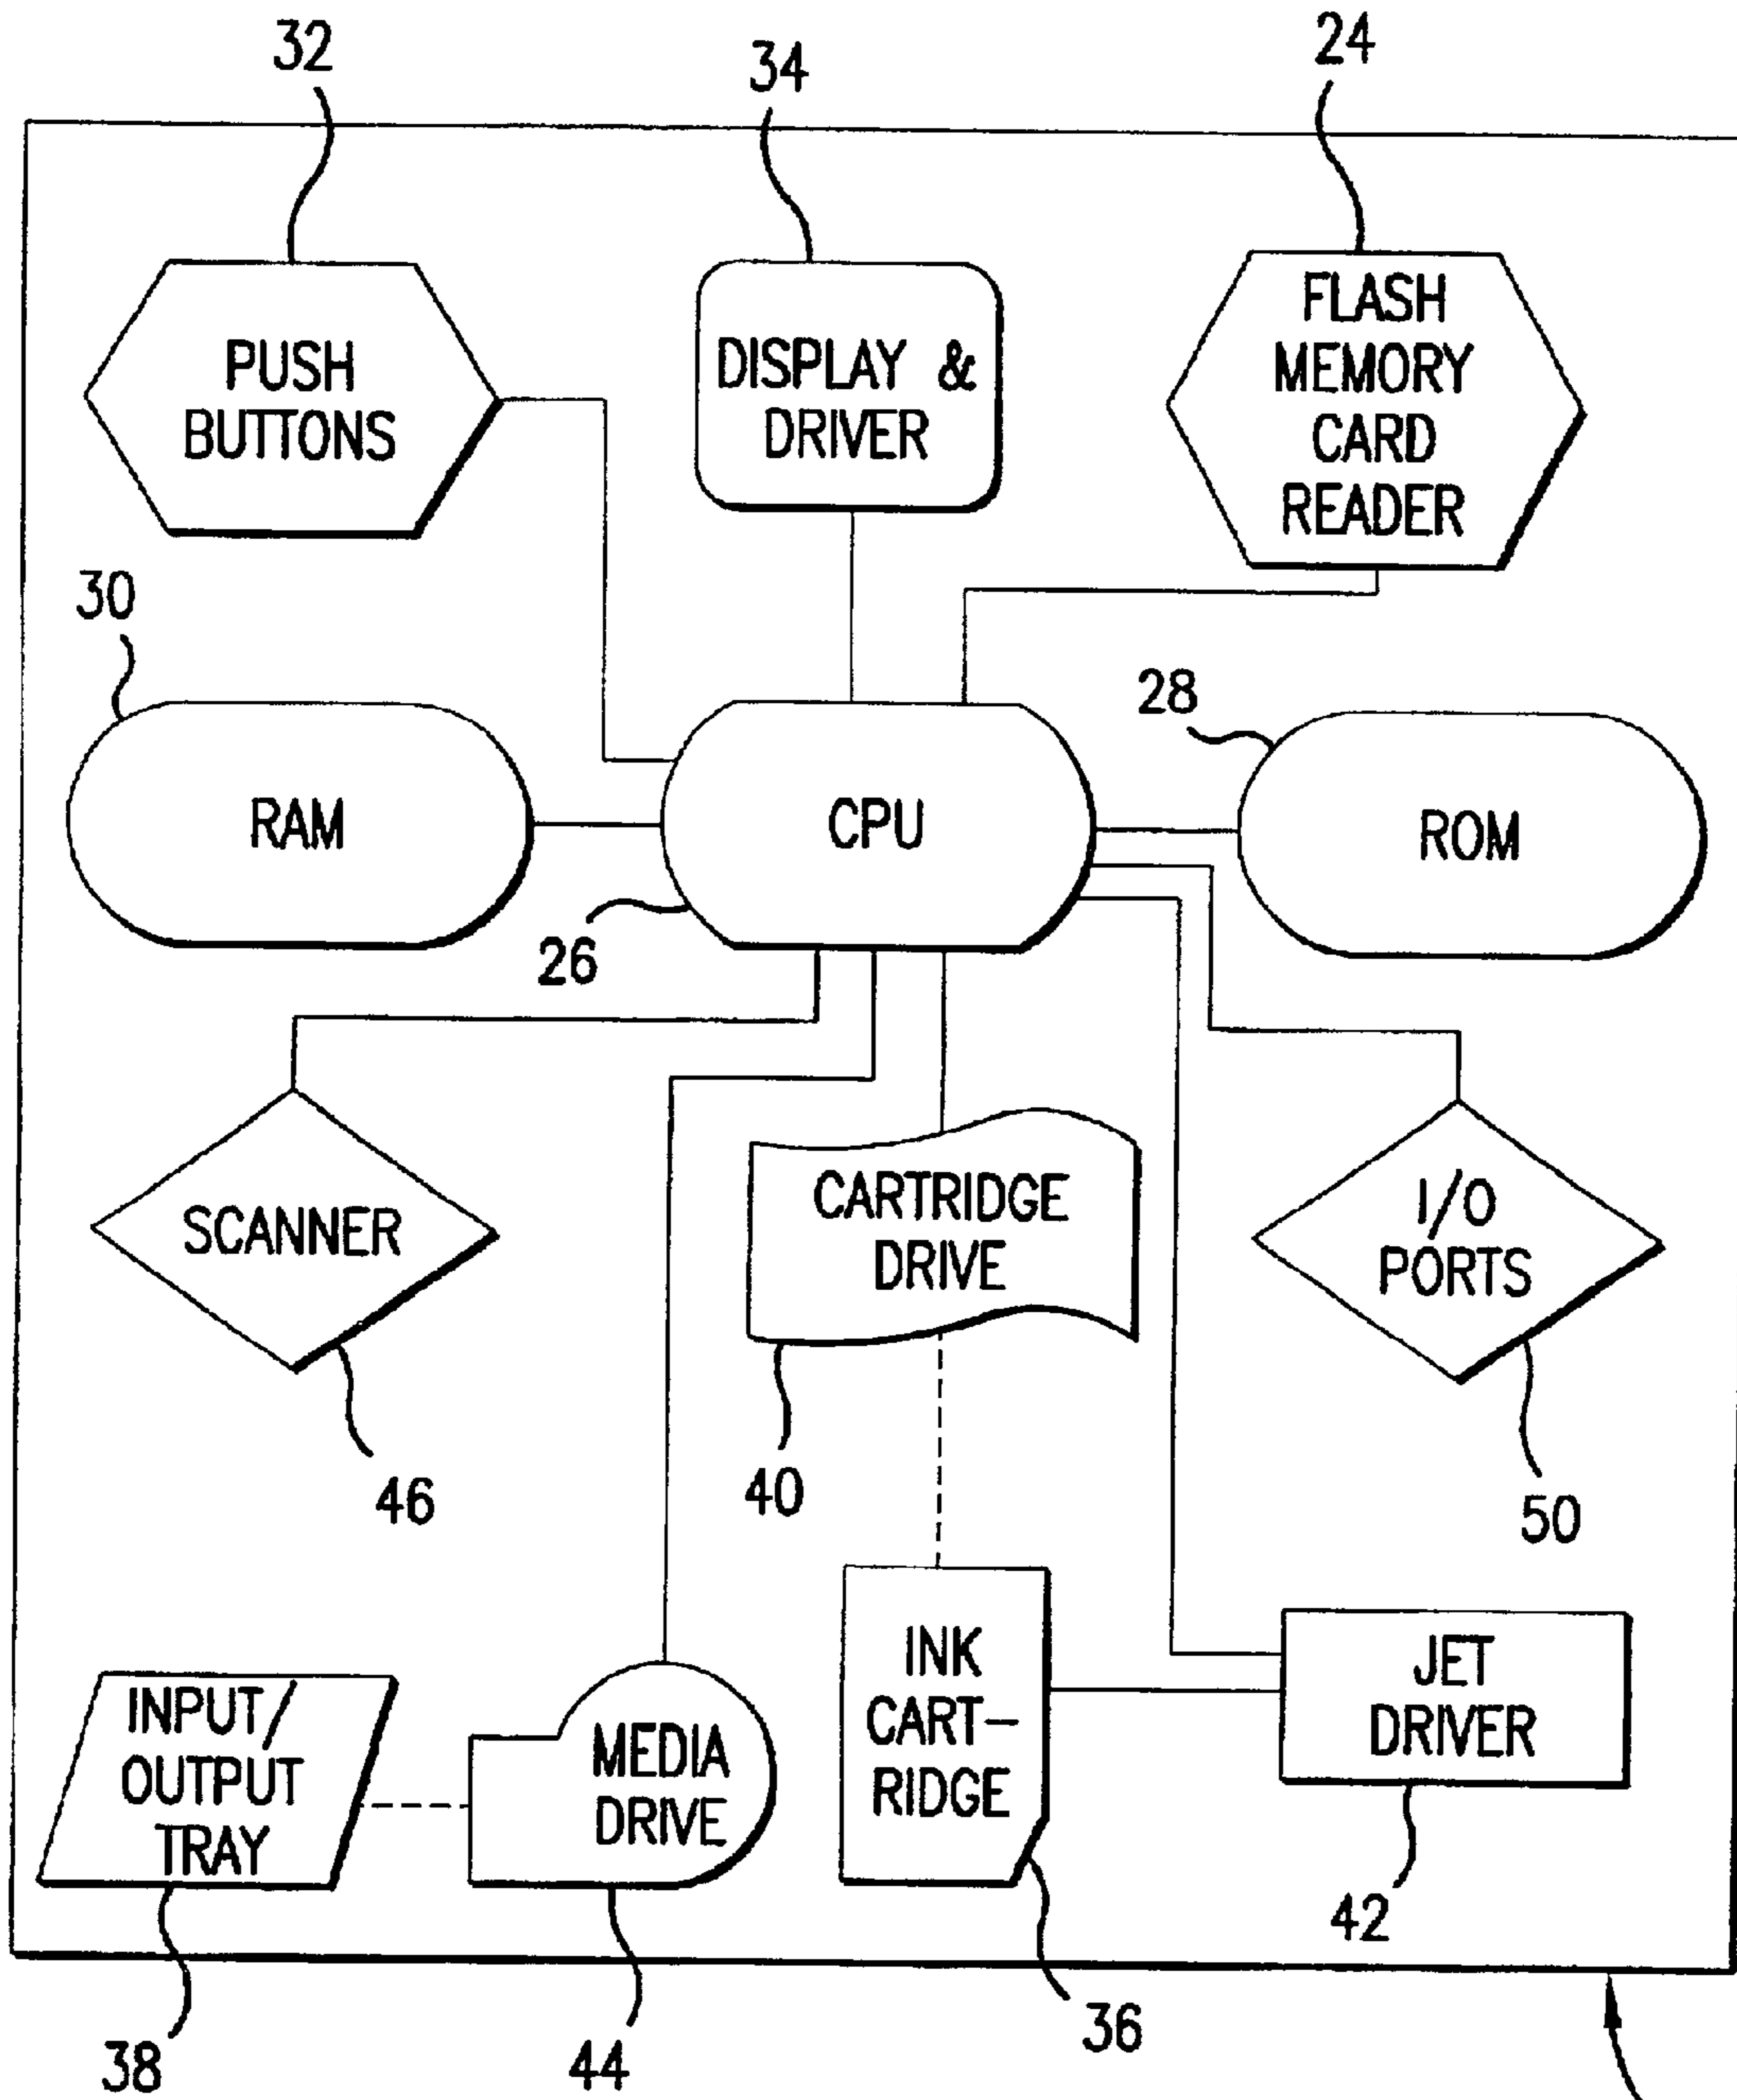 32
34
24
PUSH
BUTTONS
DISPLAY &
DRIVER
FLASH
MEMORY
CARD
READER
30
28
RAM
CPU
ROM
26
SCANNER
CARTRIDGE
DRIVE
I/O
PORTS
46
40
50
INPUT/
OUTPUT
TRAY
MEDIA
DRIVE
INK
CART-
RIDGE
JET
DRIVER
42
38
44
36